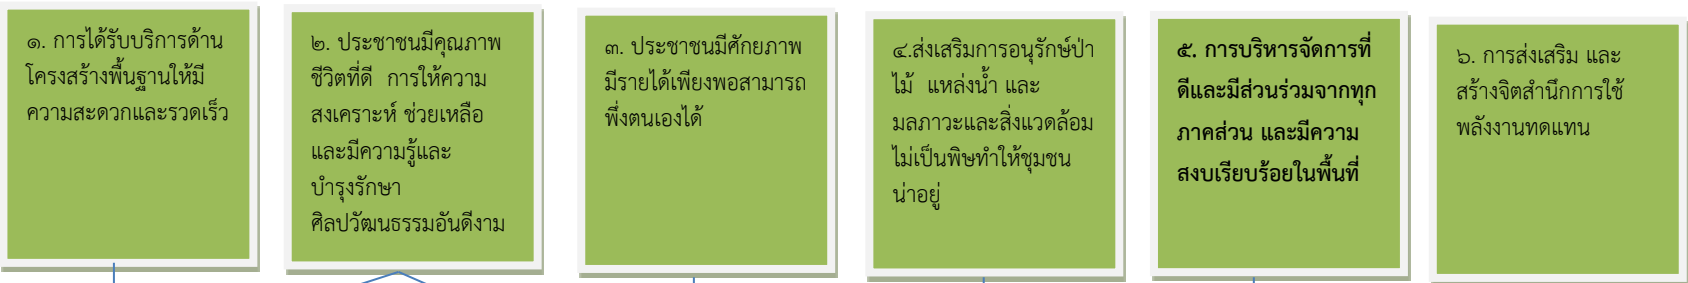 ๑. การได้รับบริการด้าน
โครงสร้างพื้นฐานให้มี
ความสะดวกและรวดเร็ว
๒. ประชาชนมีคุณภาพ
ชีวิตที่ดี การให้ความ
สงเคราะห์ ช่วยเหลือ
และมีความรู้และ
บำรุงรักษา
ศิลปวัฒนธรรมอันดีงาม
๓. ประชาชนมีศักยภาพ
มีรายได้เพียงพอสามารถ
พึ่งตนเองได้
๔.ส่งเสริมการอนุรักษ์ป่า
ไม้ แหล่งน้ำ และ
มลภาวะและสิ่งแวดล้อม
ไม่เป็นพิษทำให้ชุมชน
น่าอยู่
๕. การบริหารจัดการที่
ดีและมีส่วนร่วมจากทุก
ภาคส่วน และมีความ
สงบเรียบร้อยในพื้นที่
๖. การส่งเสริม และ
สร้างจิตสำนึกการใช้
พลังงานทดแทน